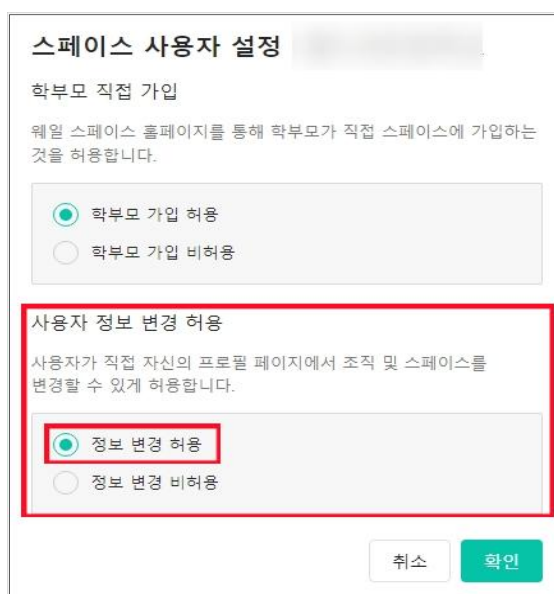 스페이스 사용자 설정
학부모 직접 가입
웨일 스페이스 홈페이지를 통해 학부모가 직접 스페이스에 가입하는
것을 허용합니다.
학부모 가입 허용
학부모 가입 비허용
사용자 정보 변경 허용
사용자가 직접 자신의 프로필 페이지에서 조직 및 스페이스를
변경할 수 있게 허용합니다.
정보 변경 허용
정보 변경 비허용
취소
확인